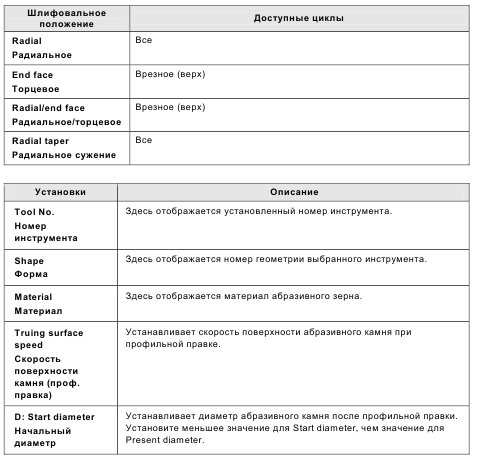 Шлифовальное
положение
Доступные циклы
Radial
Радиальное
Все
End face
Торцевое
Врезное (верх)
Radial/end face
Радиальное/торцевое
Врезное (верх)
Radial taper
Радиальное сужение
Все
Установки
Описание
Tool No.
Номер
инструмента
Здесь отображается установленный номер инструмента.
Shape
Форма
Здесь отображается номер геометрии выбранного инструмента.
Material
Материал
Здесь отображается материал абразивного зерна.
Truing surface
speed
Скорость
поверхности
камня (проф.
правка)
Устанавливает скорость поверхности абразивного камня при
профильной правке.
D: Start diameter
Начальный
диаметр
Устанавливает диаметр абразивного камня после профильной правки.
Установите меньшее значение для Start diameter, чем значение для
Present diameter.